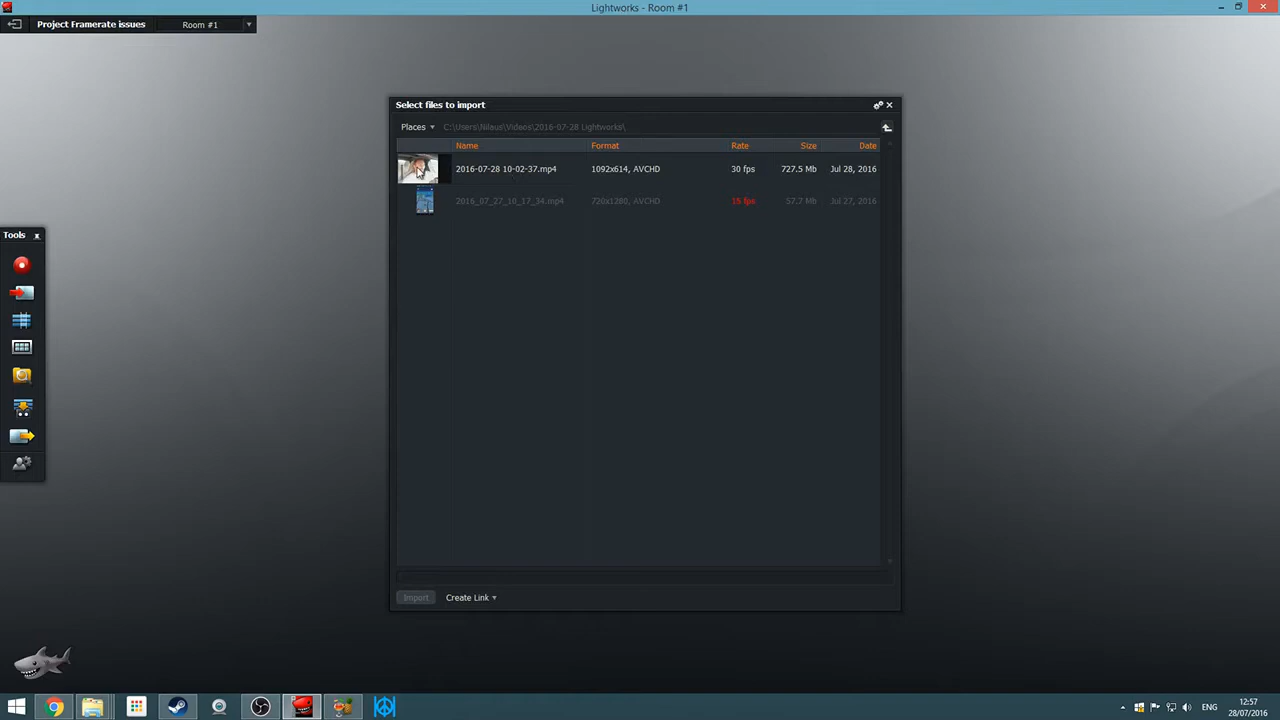 Lightworks - Room #1
Project Framerate issues Room #1
Select files to import
Places C:\Users\Nilaus\Videos\2016-07-28 Lightworks\
Name Format Rate Size Date
2016-07-28 10-02-37.mp4 1092x614, AVCHD 30 fps 727.5 Mb Jul 28, 2016
2016_07_27_10_17_34.mp4 720x1280, AVCHD 15 fps 57.7 Mb Jul 27, 2016
Tools
Import Create Link
ENG
12:57
28/07/2016